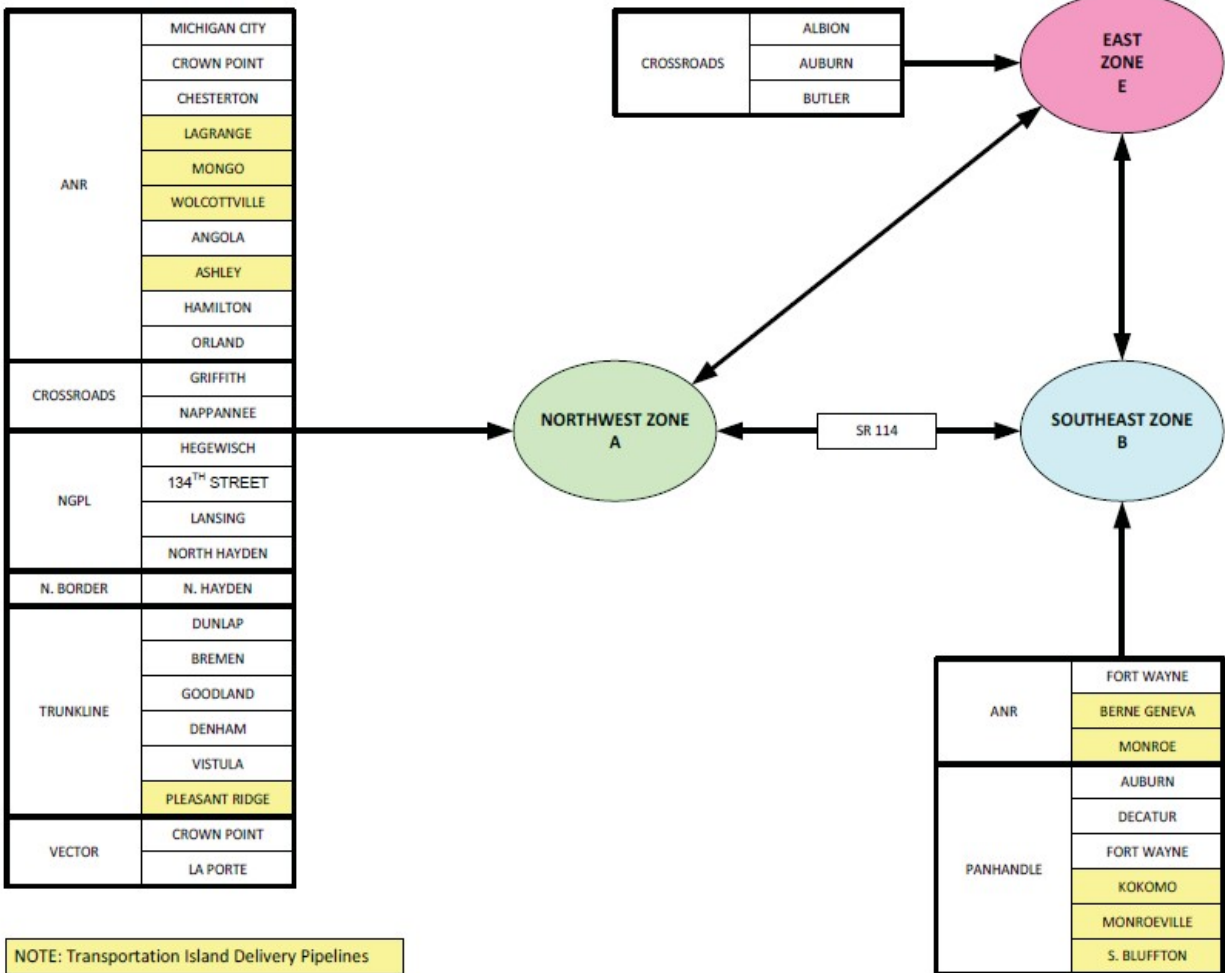 ANR
MICHIGAN CITY
CROWN POINT
CHESTERTON
LAGRANGE
MONGO
WOLCOTTVILLE
ANGOLA
ASHLEY
HAMILTON
ORLAND
CROSSROADS
GRIFFITH
NAPPANNEE
NGPL
HEGEWISCH
134TH STREET
LANSING
NORTH HAYDEN
N. BORDER
N. HAYDEN
TRUNKLINE
DUNLAP
BREMEN
GOODLAND
DENHAM
VISTULA
PLEASANT RIDGE
VECTOR
CROWN POINT
LA PORTE
CROSSROADS
ALBION
AUBURN
BUTLER
EAST
ZONE
E
NORTHWEST ZONE
A
SR 114
SOUTHEAST ZONE
B
ANR
FORT WAYNE
BERNE GENEVA
MONROE
PANHANDLE
AUBURN
DECATUR
FORT WAYNE
KOKOMO
MONROEVILLE
S. BLUFFTON
NOTE: Transportation Island Delivery Pipelines